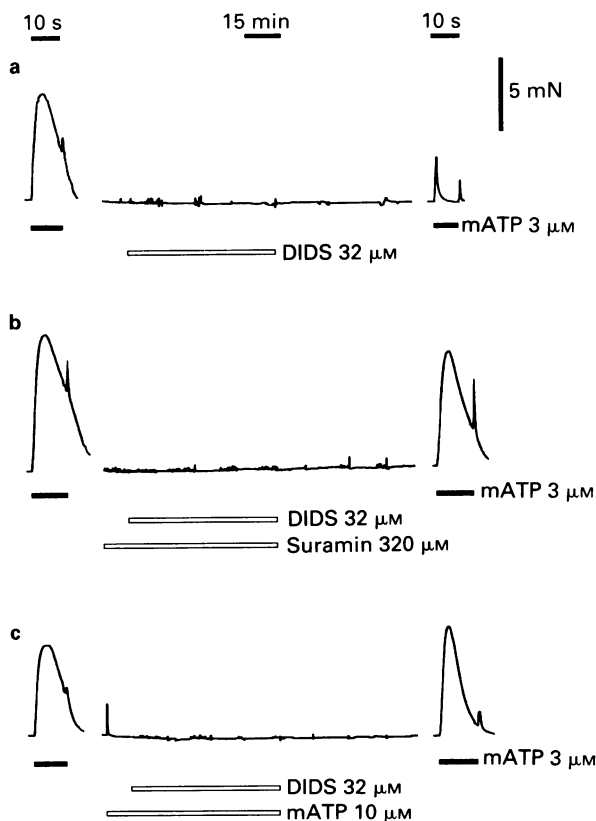 10 s 15 min 10 s
a
5 mN
mATP 3 μM
DIDS 32 μM
b
mATP 3 μM
DIDS 32 μM
Suramin 320 μM
c
mATP 3 μM
DIDS 32 μM
mATP 10 μM